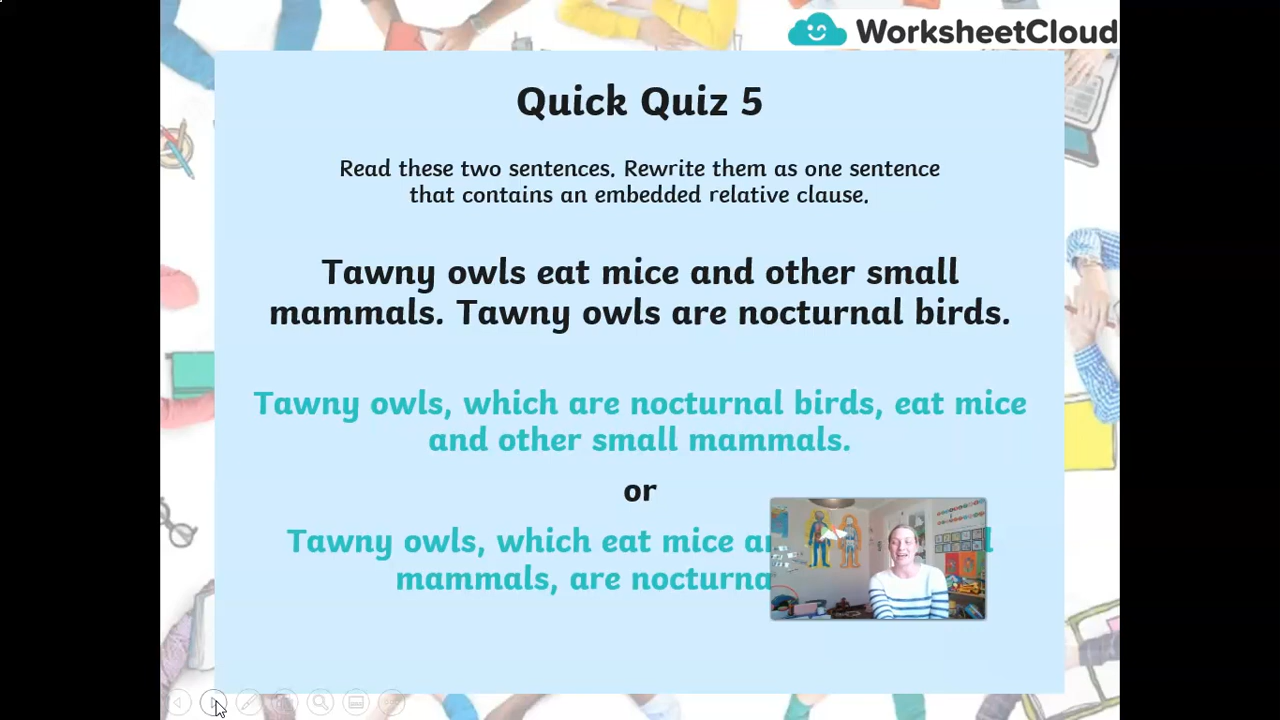 WorksheetCloud
Quick Quiz 5
Read these two sentences. Rewrite them as one sentence
that contains an embedded relative clause.
Tawny owls eat mice and other small
mammals. Tawny owls are nocturnal birds.
Tawny owls, which are nocturnal birds, eat mice
and other small mammals.
or
Tawny owls, which eat mice
mammals, are